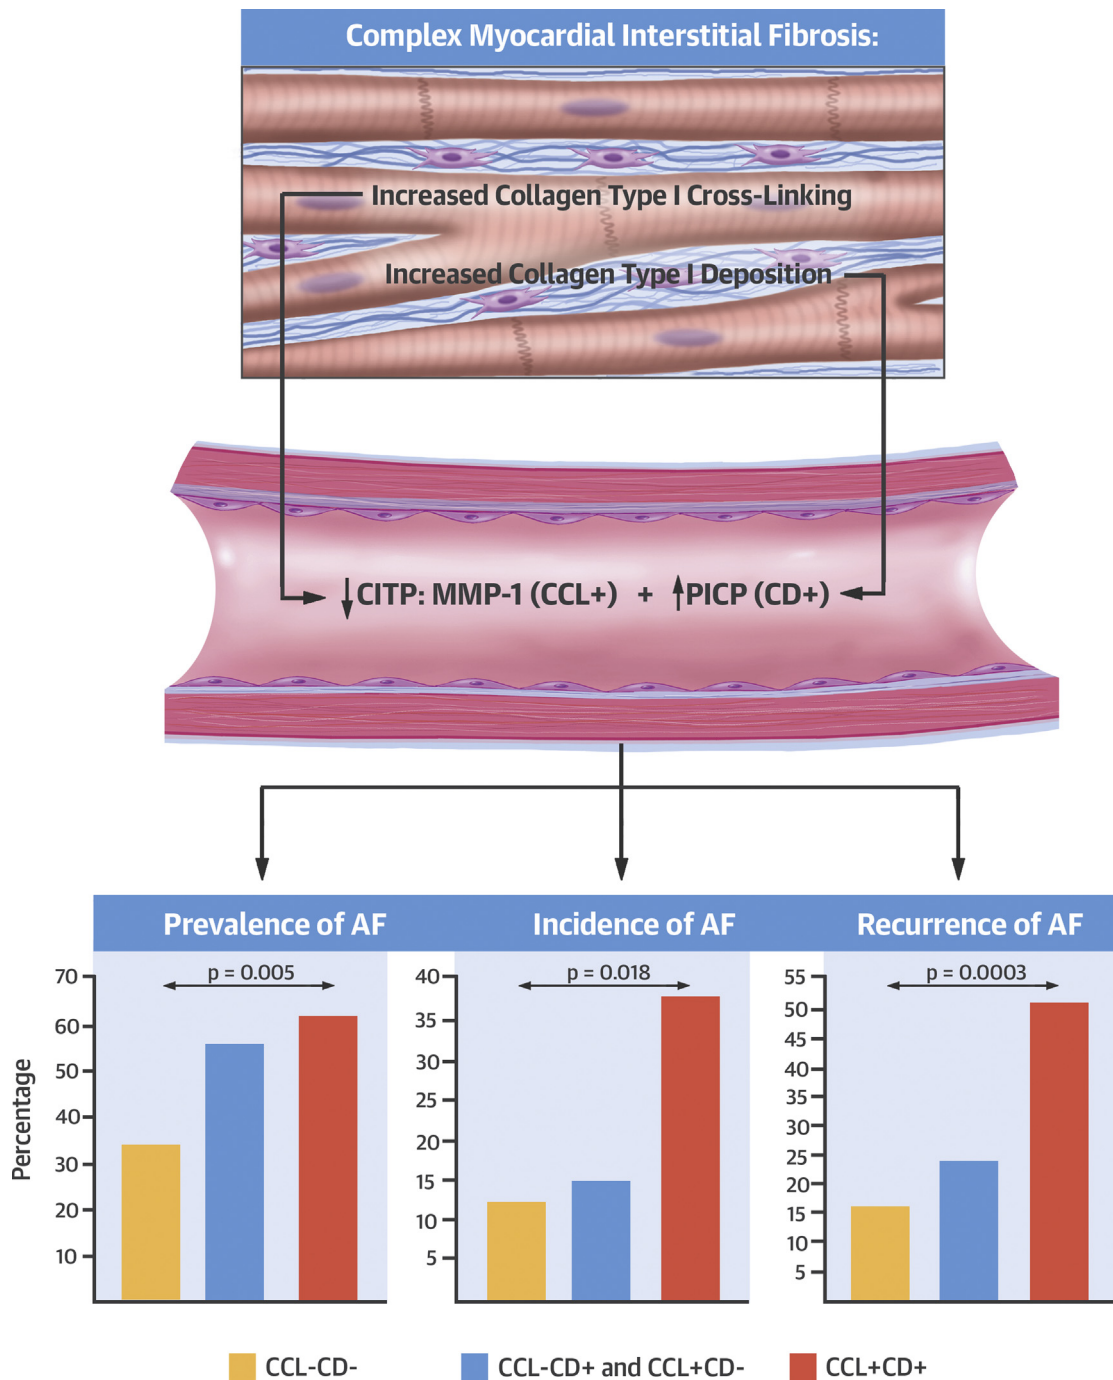 Complex Myocardial Interstitial Fibrosis:
Increased Collagen Type I Cross-Linking
Increased Collagen Type I Deposition
↓CITP: MMP-1 (CCL+) + ↑PICP (CD+)
Prevalence of AF
Incidence of AF
Recurrence of AF
Percentage
p = 0.005
70
60
50
40
30
20
10
p = 0.018
40
35
30
25
20
15
10
5
p = 0.0003
55
50
45
40
35
30
25
20
15
10
5
CCL-CD-
CCL-CD+ and CCL+CD-
CCL+CD+